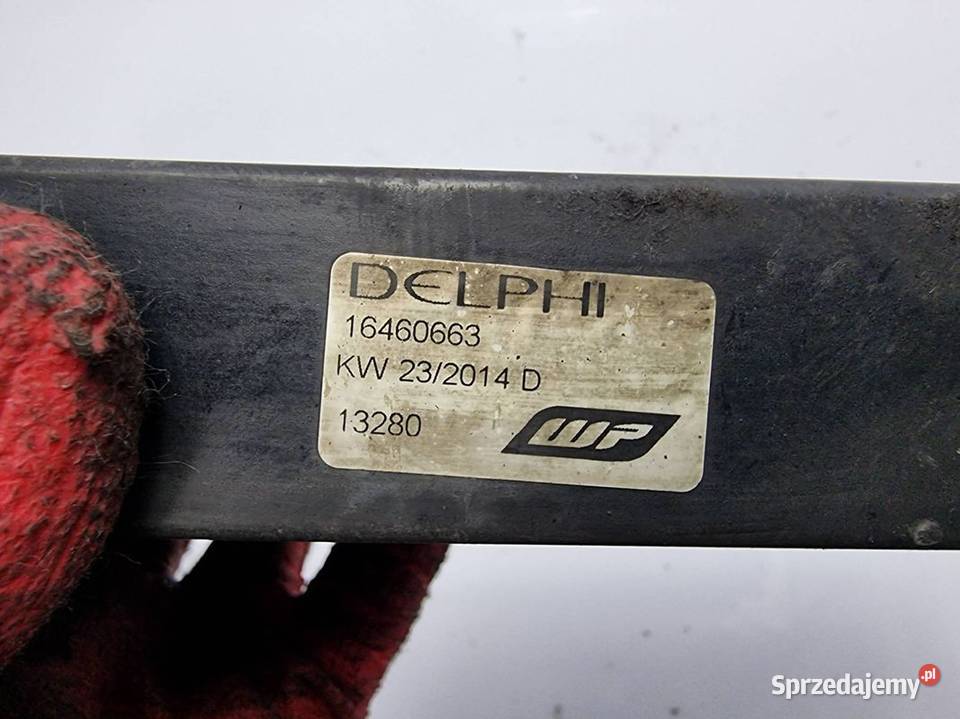 DELPHI
16460663
KW 23/2014 D
13280
WP
Sprzedajemy.pl